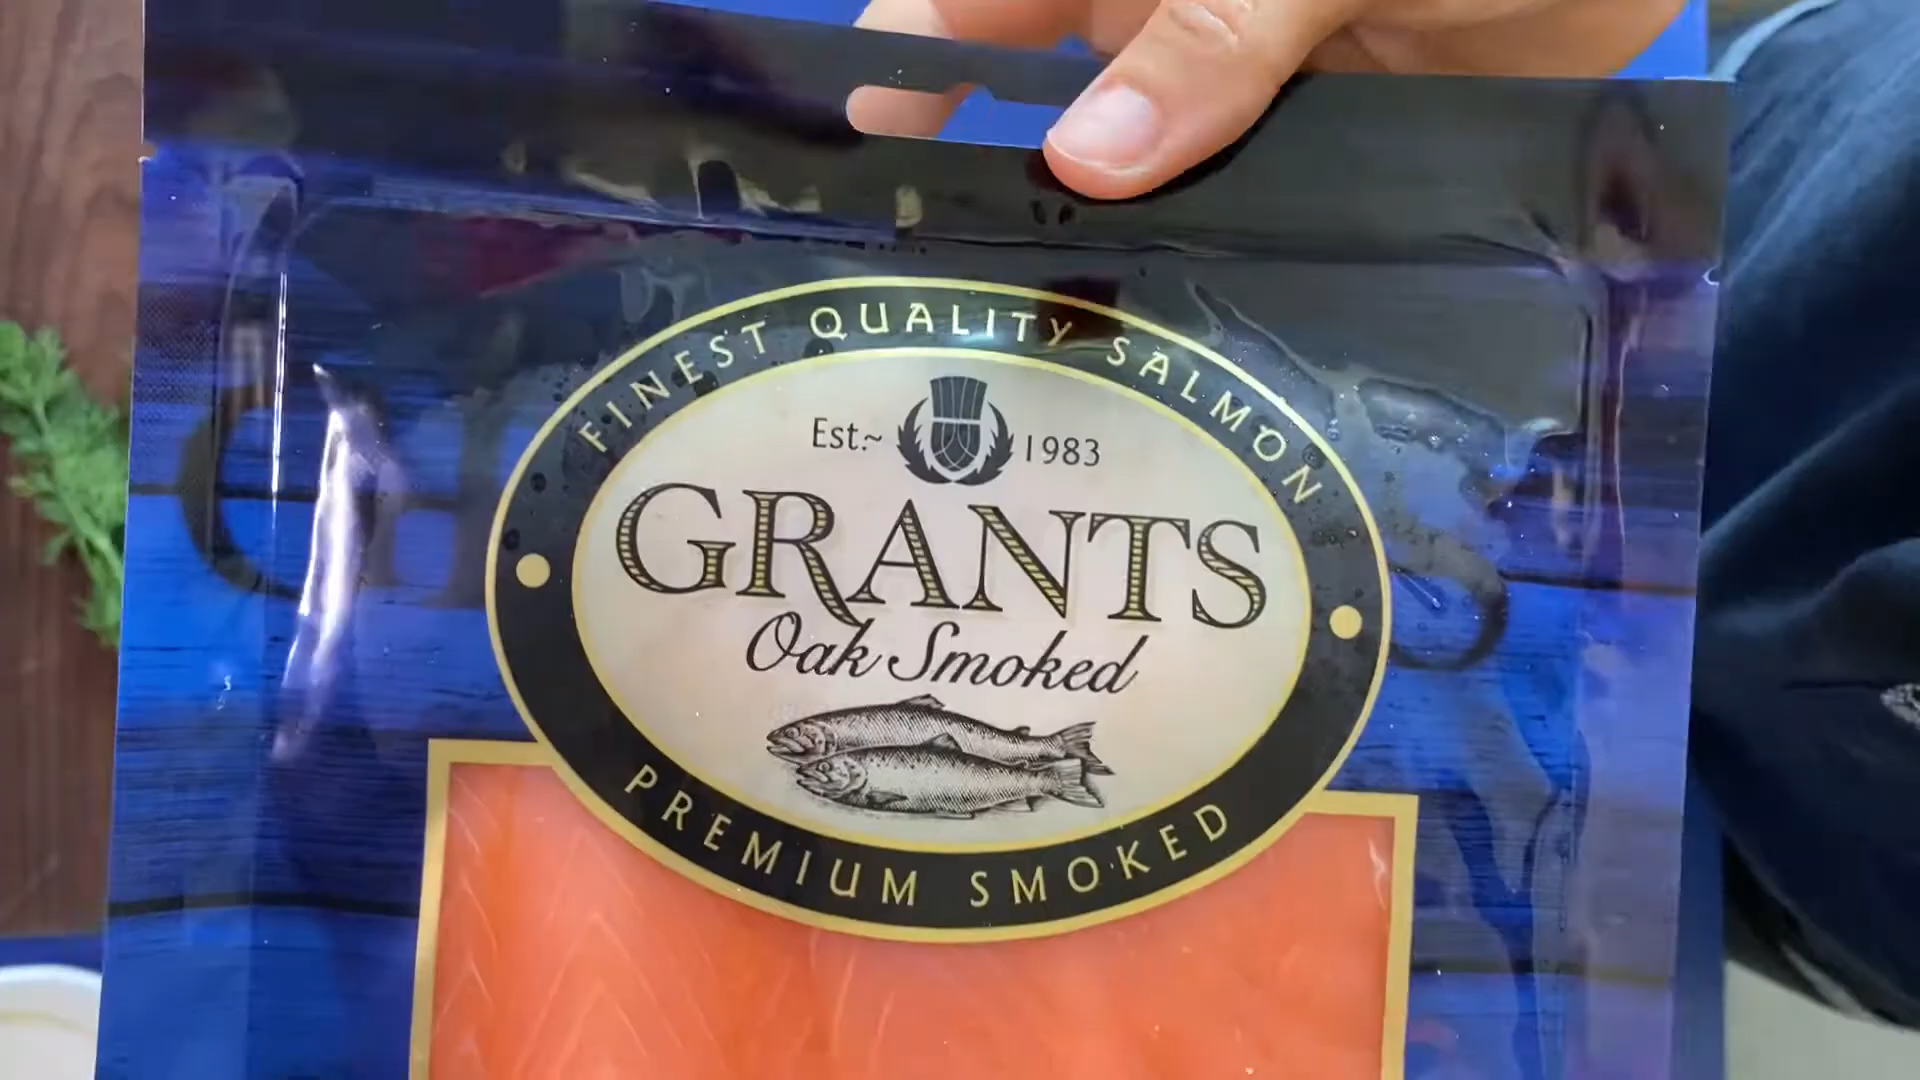 FINEST QUALITY SALMON
Est.~ 1983
GRANTS
Oak Smoked
PREMIUM SMOKED